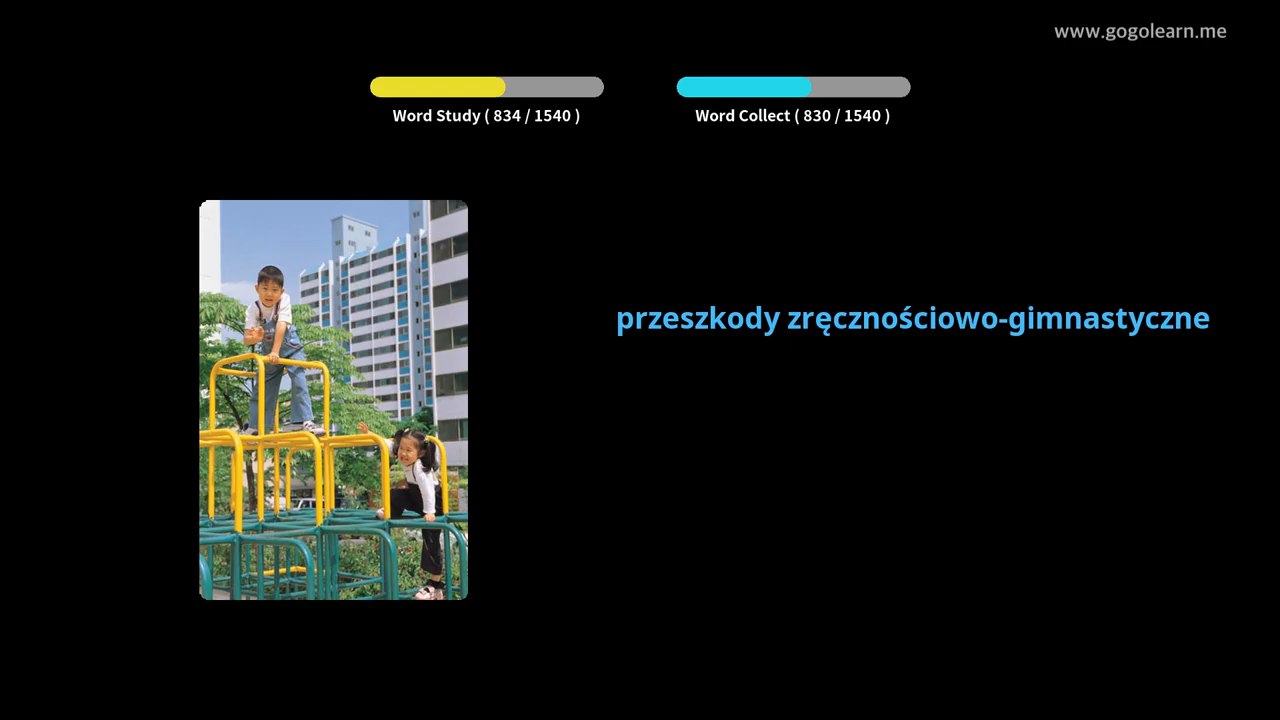 www.gogolearn.me
Word Study ( 834 / 1540 )
Word Collect ( 830 / 1540 )
przeszkody zręcznościowo-gimnastyczne